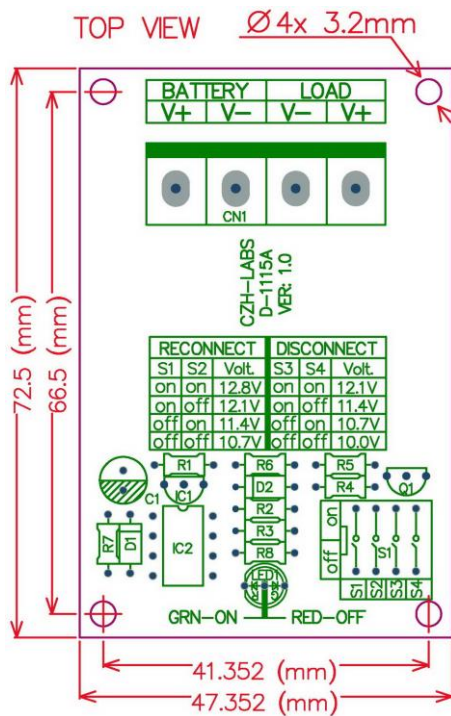 TOP VIEW
Ø 4x 3.2mm
BATTERY LOAD
V+ V- V- V+
CN1
CZH-LABS
D-1115A
VER: 1.0
72.5 (mm)
66.5 (mm)
RECONNECT DISCONNECT
S1 S2 Volt. S3 S4 Volt.
on on 12.8V on on 12.1V
on off 12.1V on off 11.4V
off on 11.4V off on 10.7V
off off 10.7V off off 10.0V
R1 R6 R5
C1 IC1 D2 R4 Q1
R7 D1 IC2 R2
R3
R8
on
off
S1
S1 S2 S3 S4
LED1
GRN-ON RED-OFF
41.352 (mm)
47.352 (mm)